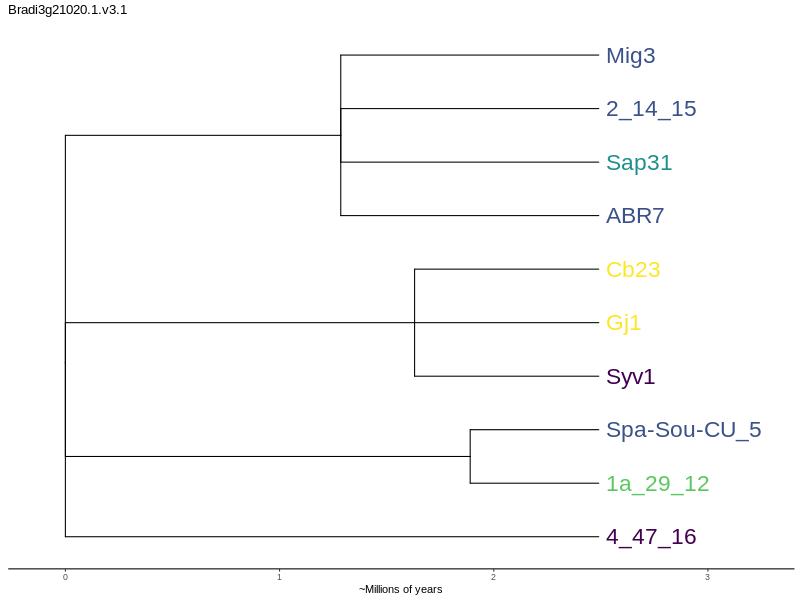 Bradi3g21020.1.v3.1
Mig3
2_14_15
Sap31
ABR7
Cb23
Gj1
Syv1
Spa-Sou-CU_5
1a_29_12
4_47_16
0 1 2 3
~Millions of years